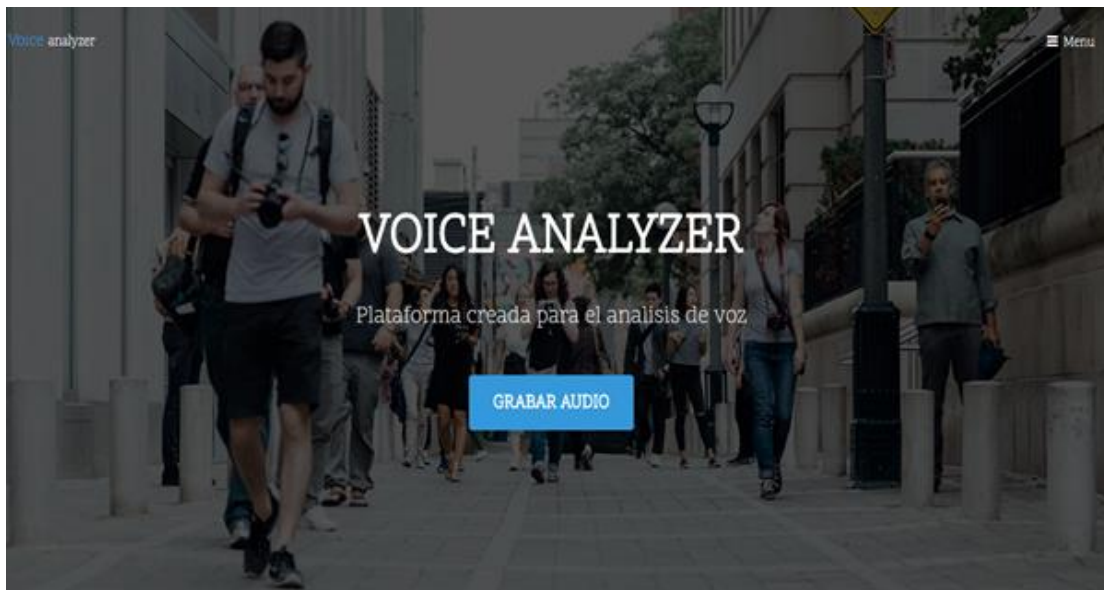 Voice analyzer
Menu
VOICE ANALYZER
Plataforma creada para el analisis de voz
GRABAR AUDIO